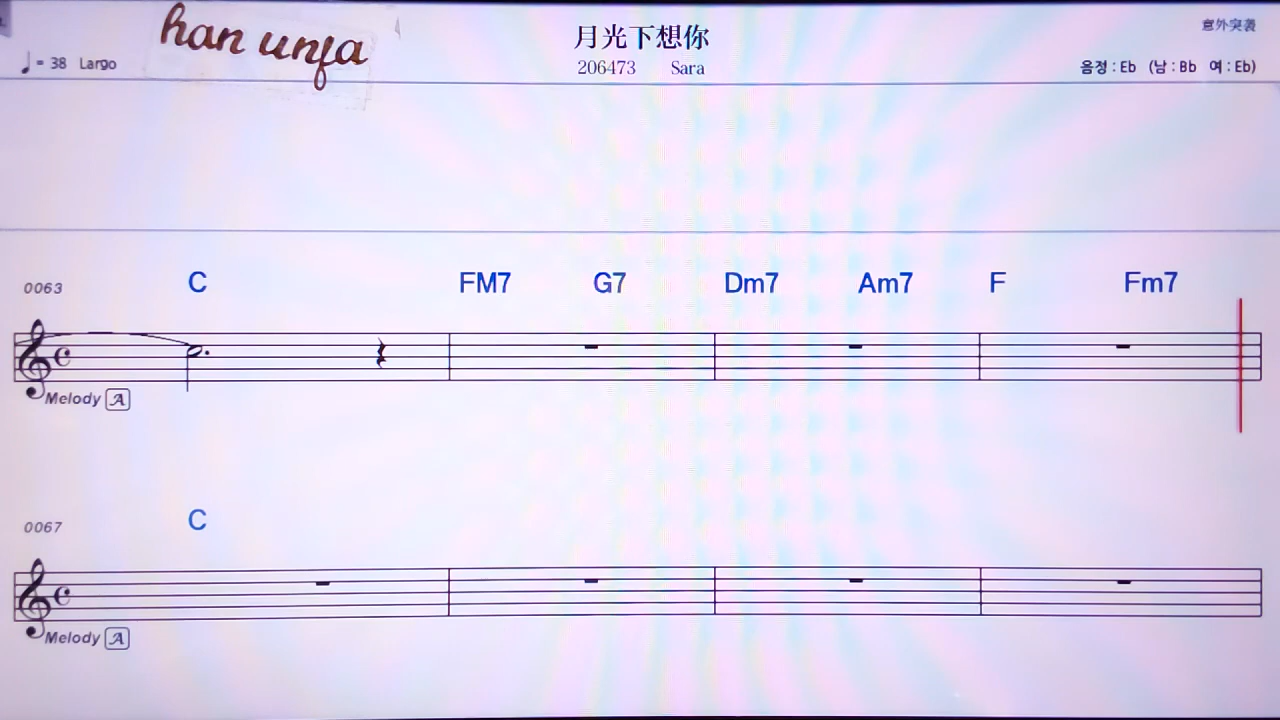 han unfa
月光下想你
意外突袭
♩ = 38 Largo
206473 Sara
음정 : Eb (남 : Bb 여 : Eb)
0063 C FM7 G7 Dm7 Am7 F Fm7
Melody A
0067 C
Melody A